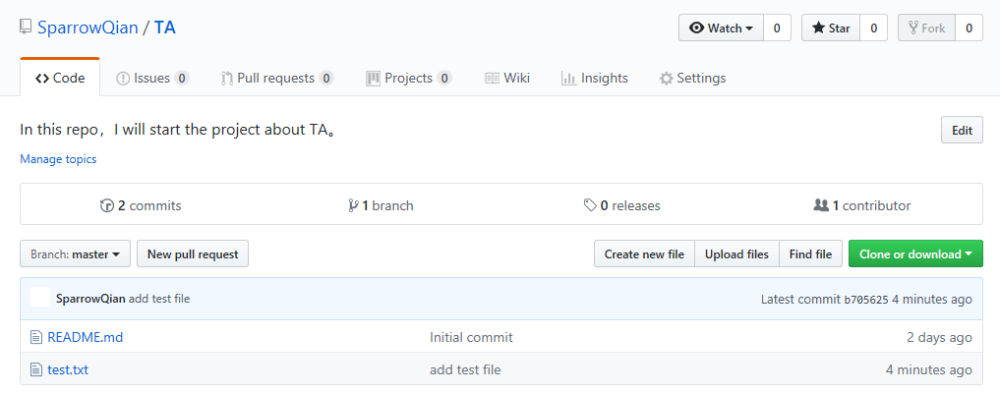 SparrowQian / TA Watch 0 Star 0 Fork 0
Code Issues 0 Pull requests 0 Projects 0 Wiki Insights Settings
In this repo，I will start the project about TA。 Edit
Manage topics
2 commits 1 branch 0 releases 1 contributor
Branch: master New pull request Create new file Upload files Find file Clone or download
SparrowQian add test file Latest commit b705625 4 minutes ago
README.md Initial commit 2 days ago
test.txt add test file 4 minutes ago